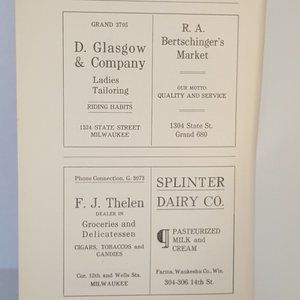 GRAND 3795
D. Glasgow
& Company
Ladies
Tailoring
RIDING HABITS
1334 STATE STREET
MILWAUKEE
R. A.
Bertschinger's
Market
OUR MOTTO:
QUALITY AND SERVICE
1304 State St.
Grand 680
Phone Connection, G. 3073
F. J. Thelen
DEALER IN
Groceries and
Delicatessen
CIGARS, TOBACCOS and
CANDIES
Cor. 12th and Wells Sts.
MILWAUKEE
SPLINTER
DAIRY CO.
¶ PASTEURIZED
MILK and
CREAM
Farms, Waukesha Co., Wis.
304-306 14th St.